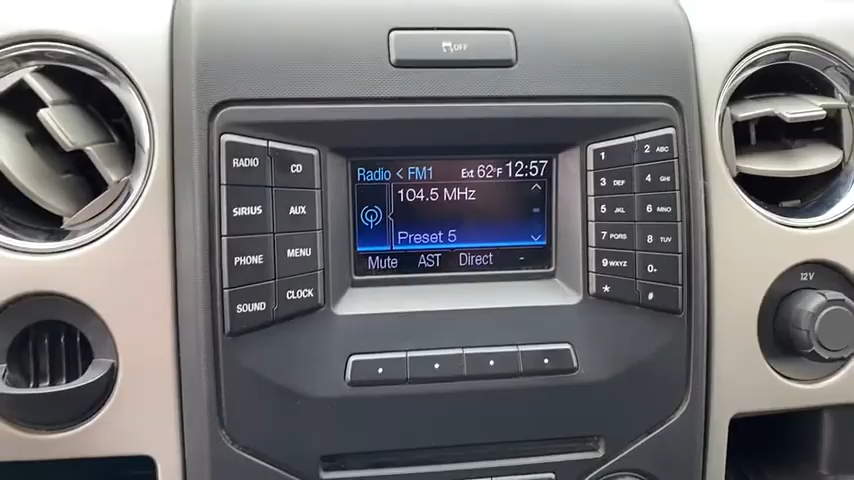 OFF
RADIO
CD
SIRIUS
AUX
PHONE
MENU
SOUND
CLOCK
Radio < FM1 Ext 62°F 12:57
104.5 MHz
Preset 5
Mute AST Direct -
1
2 ABC
3 DEF
4 GHI
5 JKL
6 MNO
7 PQRS
8 TUV
9 WXYZ
0+
*
#
12V